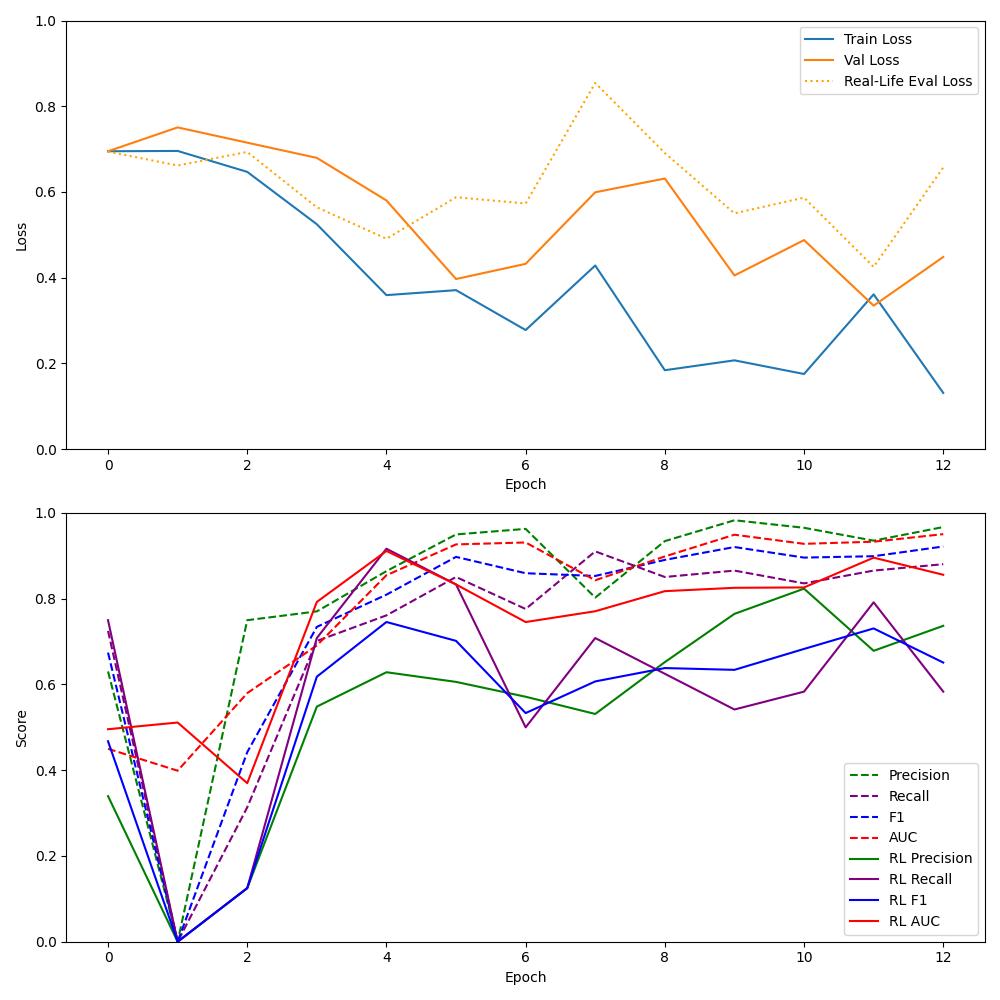 1.0
0.8
0.6
0.4
0.2
0.0
Loss
Train Loss
Val Loss
Real-Life Eval Loss
0 2 4 6 8 10 12
Epoch
1.0
0.8
0.6
0.4
0.2
0.0
Score
Precision
Recall
F1
AUC
RL Precision
RL Recall
RL F1
RL AUC
0 2 4 6 8 10 12
Epoch